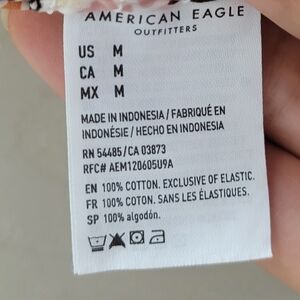 AMERICAN EAGLE
OUTFITTERS
US M
CA M
MX M
MADE IN INDONESIA / FABRIQUÉ EN
INDONÉSIE / HECHO EN INDONESIA
RN 54485 / CA 03873
RFC# AEM120605U9A
EN 100% COTTON. EXCLUSIVE OF ELASTIC.
FR 100% COTON. SANS LES ÉLASTIQUES.
SP 100% algodón.